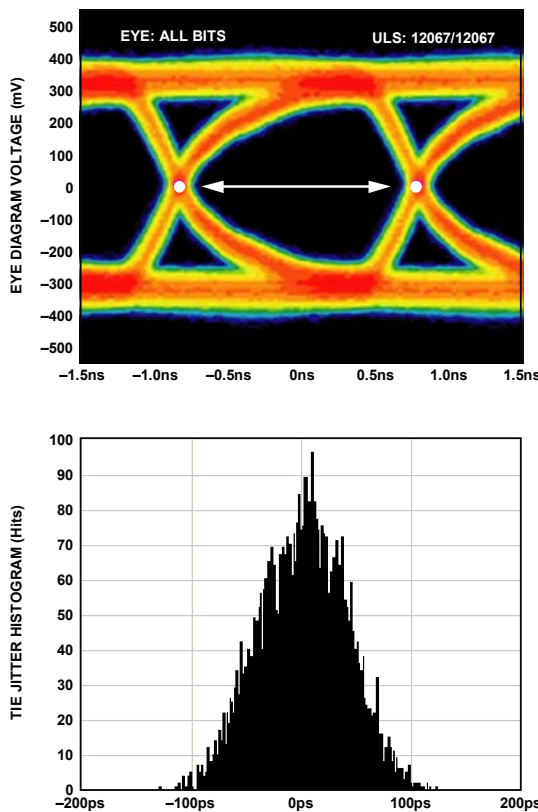 EYE: ALL BITS
ULS: 12067/12067
EYE DIAGRAM VOLTAGE (mV)
500
400
300
200
100
0
–100
–200
–300
–400
–500
–1.5ns
–1.0ns
–0.5ns
0ns
0.5ns
1.0ns
1.5ns
TIE JITTER HISTOGRAM (Hits)
100
90
80
70
60
50
40
30
20
10
0
–200ps
–100ps
0ps
100ps
200ps